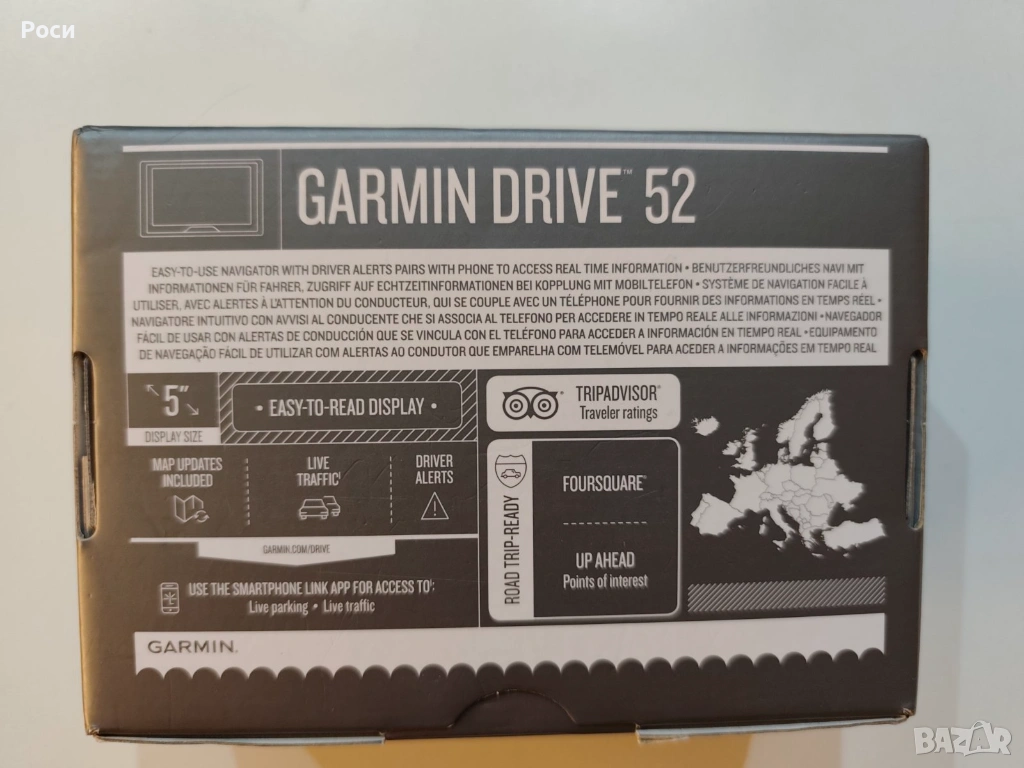 Роси
GARMIN DRIVE™ 52
EASY-TO-USE NAVIGATOR WITH DRIVER ALERTS PAIRS WITH PHONE TO ACCESS REAL TIME INFORMATION • BENUTZERFREUNDLICHES NAVI MIT
INFORMATIONEN FÜR FAHRER, ZUGRIFF AUF ECHTZEITINFORMATIONEN BEI KOPPLUNG MIT MOBILTELEFON • SYSTÈME DE NAVIGATION FACILE À
UTILISER, AVEC ALERTES À L'ATTENTION DU CONDUCTEUR, QUI SE COUPLE AVEC UN TÉLÉPHONE POUR FOURNIR DES INFORMATIONS EN TEMPS RÉEL •
NAVIGATORE INTUITIVO CON AVVISI AL CONDUCENTE CHE SI ASSOCIA AL TELEFONO PER ACCEDERE IN TEMPO REALE ALLE INFORMAZIONI • NAVEGADOR
FÁCIL DE USAR CON ALERTAS DE CONDUCCIÓN QUE SE VINCULA CON EL TELÉFONO PARA ACCEDER A INFORMACIÓN EN TIEMPO REAL • EQUIPAMENTO
DE NAVEGAÇÃO FÁCIL DE UTILIZAR COM ALERTAS AO CONDUTOR QUE EMPARELHA COM TELEMÓVEL PARA ACEDER A INFORMAÇÕES EM TEMPO REAL
5"
DISPLAY SIZE
• EASY-TO-READ DISPLAY •
MAP UPDATES
INCLUDED
LIVE
TRAFFIC¹
DRIVER
ALERTS
GARMIN.COM/DRIVE
USE THE SMARTPHONE LINK APP FOR ACCESS TO¹:
Live parking • Live traffic
TRIPADVISOR®
Traveler ratings
ROAD TRIP-READY
FOURSQUARE™
UP AHEAD
Points of interest
GARMIN.
BAZAR